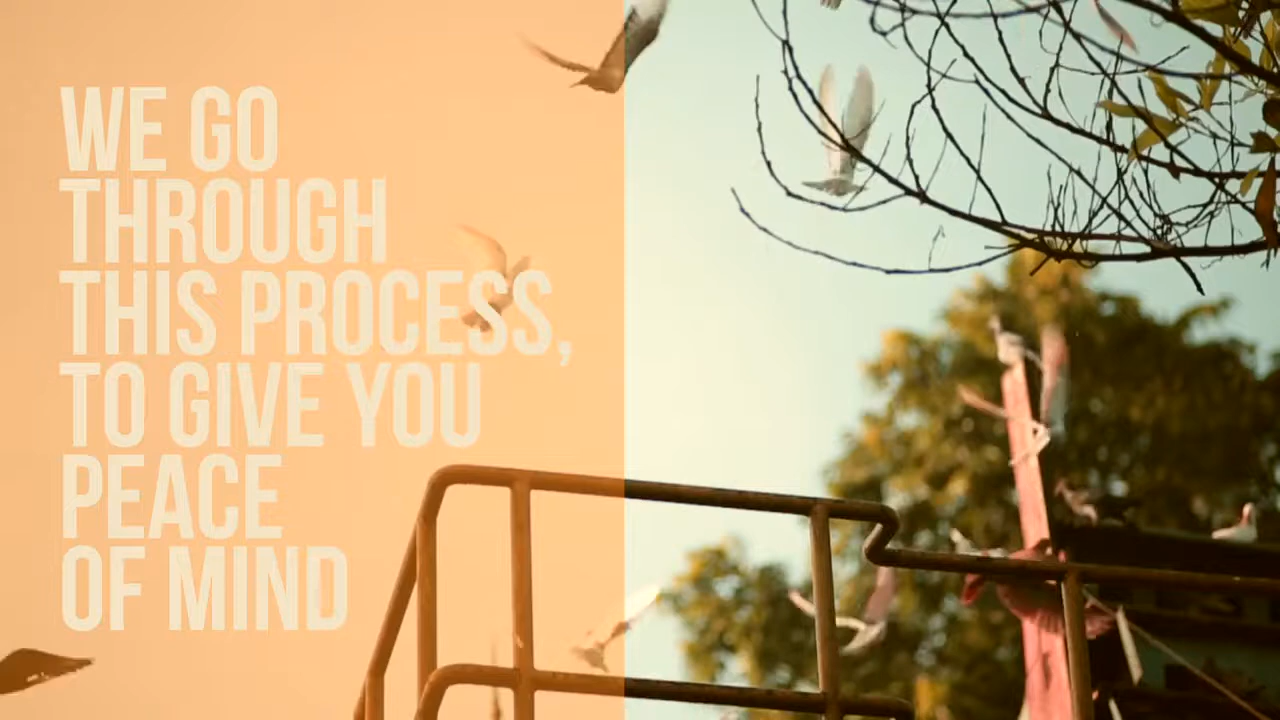 WE GO
THROUGH
THIS PROCESS,
TO GIVE YOU
PEACE
OF MIND